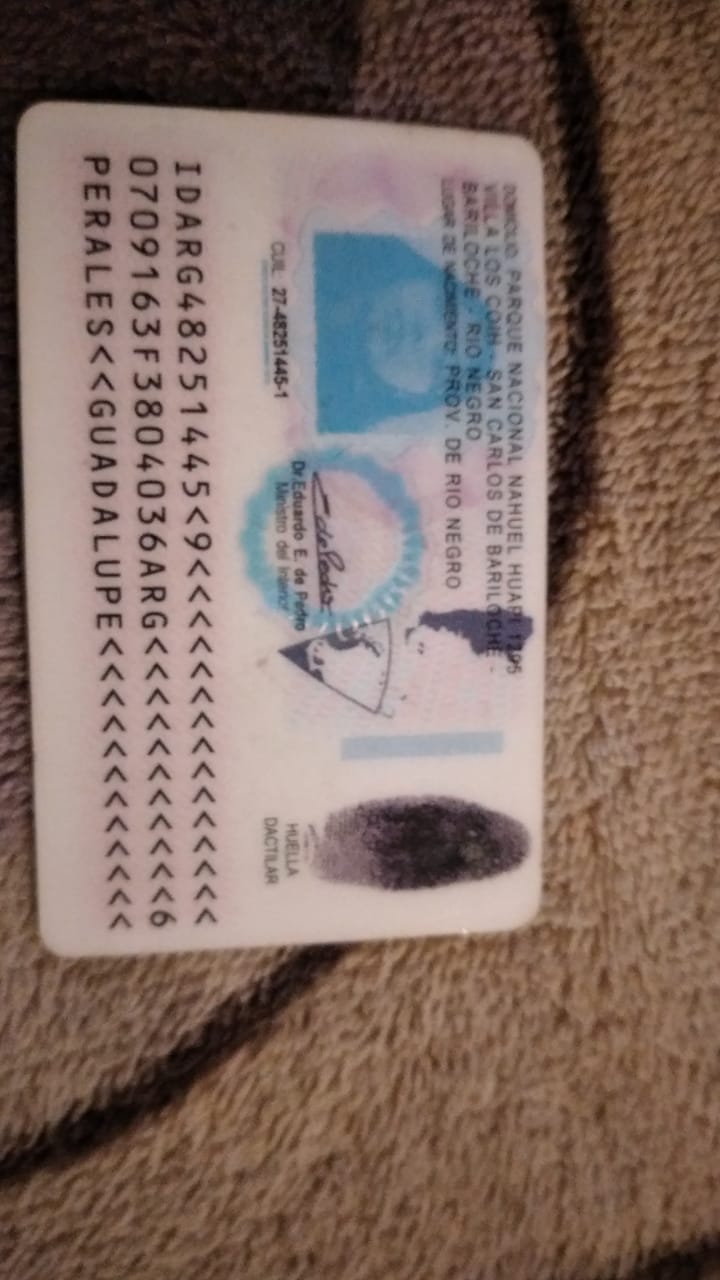 DOMICILIO: PARQUE NACIONAL NAHUEL HUAPI 1295
VILLA LOS COIH - SAN CARLOS DE BARILOCHE -
BARILOCHE - RIO NEGRO
LUGAR DE NACIMIENTO: PROV. DE RIO NEGRO
CUIL: 27-48251445-1
Dr. Eduardo E. de Pedro
Ministro del Interior
HUELLA
DACTILAR
IDARG48251445<9<<<<<<<<<<<<<<<
0709163F3804036ARG<<<<<<<<<<<6
PERALES<<GUADALUPE<<<<<<<<<<<<